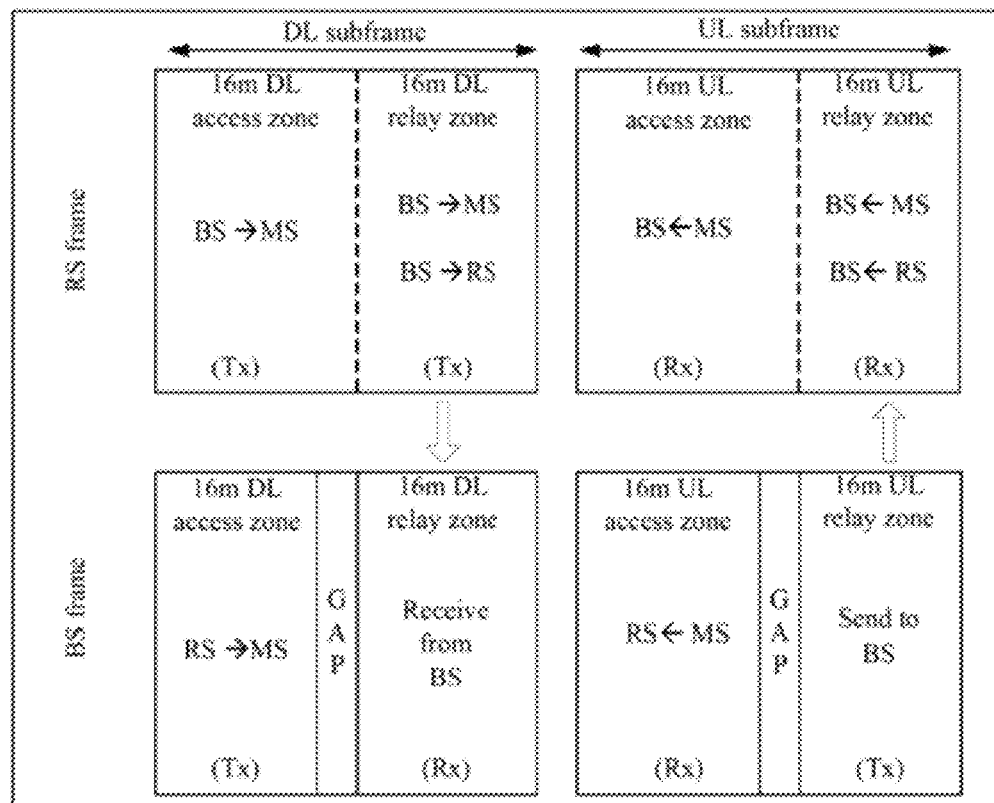 DL subframe
UL subframe
RS frame
16m DL
access zone
BS → MS
(Tx)
16m DL
relay zone
BS → MS
BS → RS
(Tx)
16m UL
access zone
BS ← MS
(Rx)
16m UL
relay zone
BS ← MS
BS ← RS
(Rx)
BS frame
16m DL
access zone
RS → MS
(Tx)
G
A
P
16m DL
relay zone
Receive
from
BS
(Rx)
16m UL
access zone
RS ← MS
(Rx)
G
A
P
16m UL
relay zone
Send to
BS
(Tx)